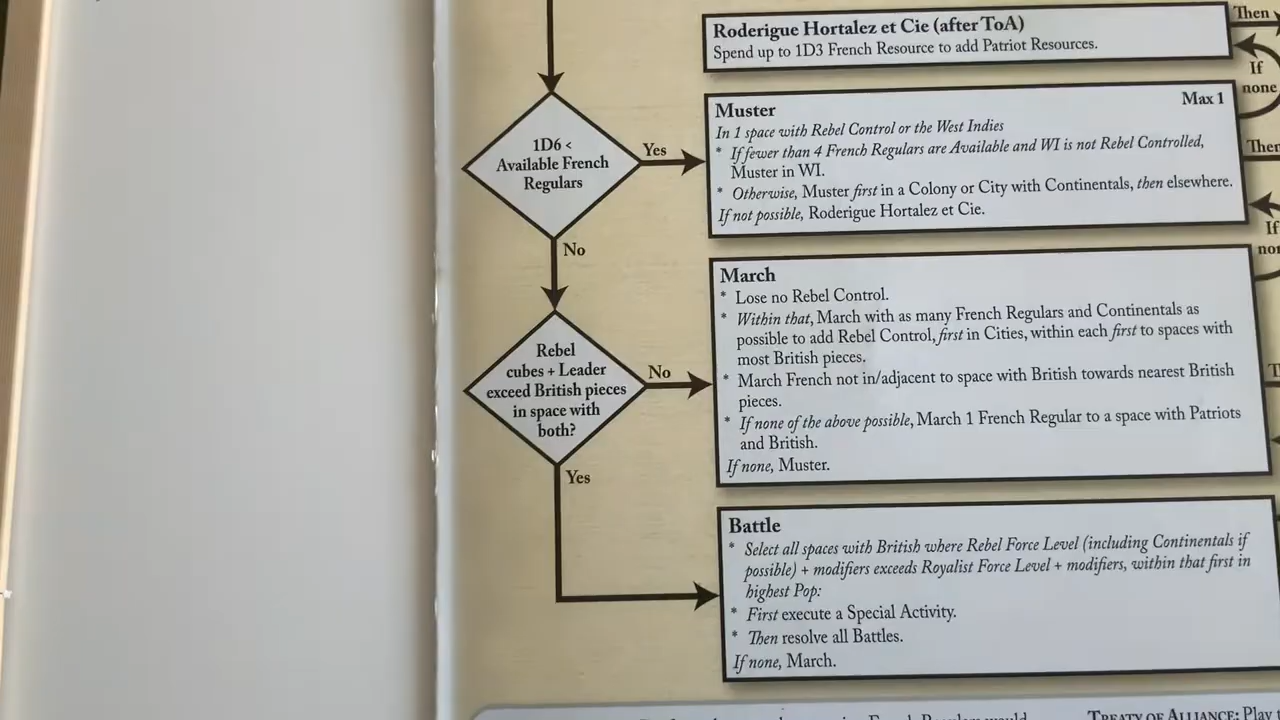 Roderigue Hortalez et Cie (after ToA)
Spend up to 1D3 French Resource to add Patriot Resources.
Then
If
none
1D6 <
Available French
Regulars
Yes
No
Muster
Max 1
In 1 space with Rebel Control or the West Indies
* If fewer than 4 French Regulars are Available and WI is not Rebel Controlled,
Muster in WI.
* Otherwise, Muster first in a Colony or City with Continentals, then elsewhere.
If not possible, Roderigue Hortalez et Cie.
Then
If
Rebel
cubes + Leader
exceed British pieces
in space with
both?
No
Yes
March
* Lose no Rebel Control.
* Within that, March with as many French Regulars and Continentals as
possible to add Rebel Control, first in Cities, within each first to spaces with
most British pieces.
* March French not in/adjacent to space with British towards nearest British
pieces.
* If none of the above possible, March 1 French Regular to a space with Patriots
and British.
If none, Muster.
Battle
* Select all spaces with British where Rebel Force Level (including Continentals if
possible) + modifiers exceeds Royalist Force Level + modifiers, within that first in
highest Pop:
* First execute a Special Activity.
* Then resolve all Battles.
If none, March.
TREATY OF ALLIANCE: Play